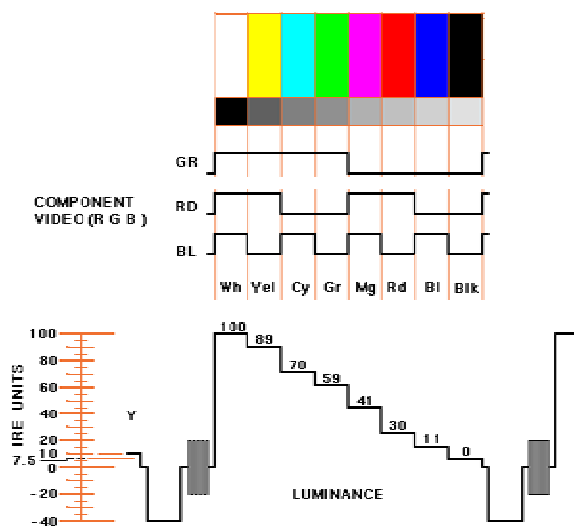 GR
COMPONENT
VIDEO (R G B)
RD
BL
Wh Yel Cy Gr Mg Rd Bl Blk
IRE UNITS
100
80
60
40
20
10
7.5
0
-20
-40
Y
100
89
70
59
41
30
11
0
LUMINANCE